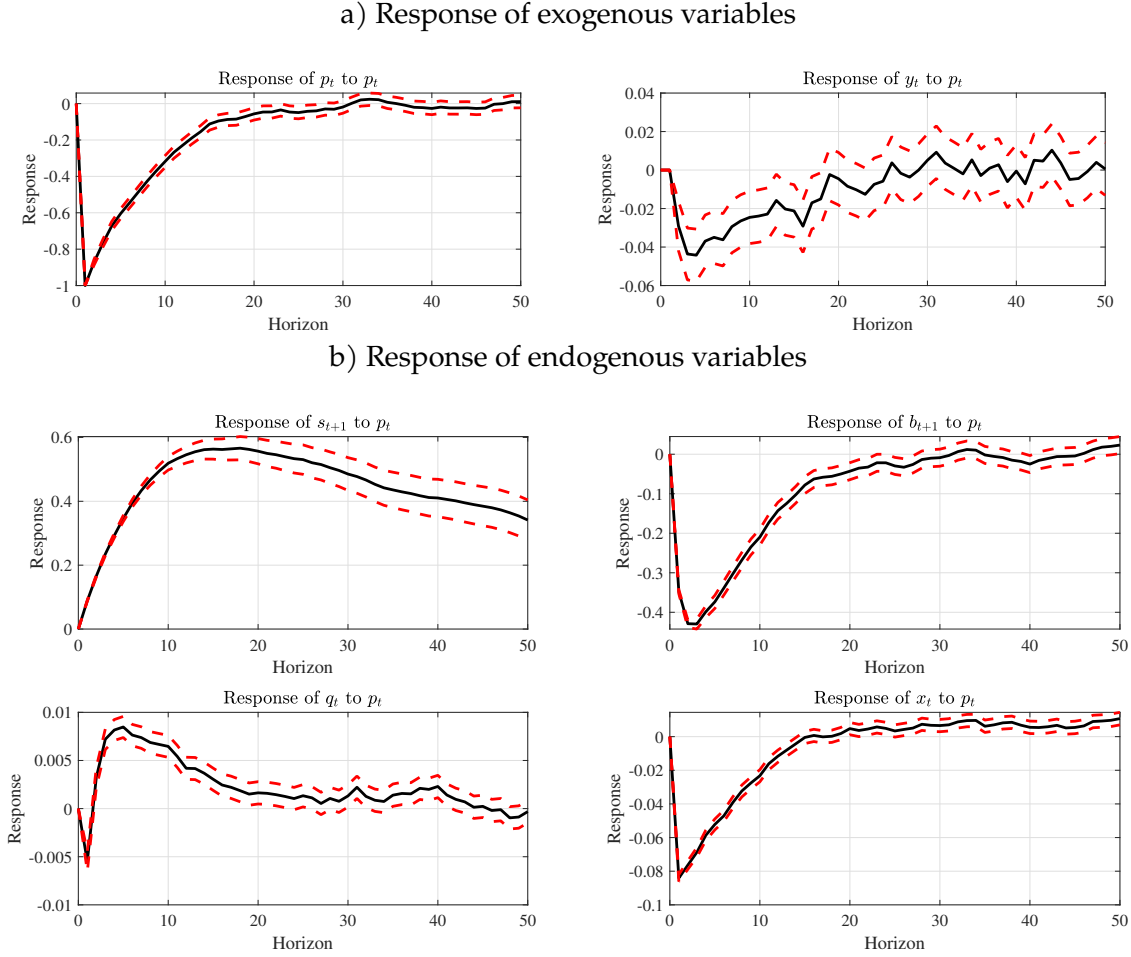 a) Response of exogenous variables
Response of p_t to p_t
0
-0.2
-0.4
-0.6
-0.8
-1
Response
0 10 20 30 40 50
Horizon
Response of y_t to p_t
0.04
0.02
0
-0.02
-0.04
-0.06
Response
0 10 20 30 40 50
Horizon
b) Response of endogenous variables
Response of s_{t+1} to p_t
0.6
0.4
0.2
0
Response
0 10 20 30 40 50
Horizon
Response of b_{t+1} to p_t
0
-0.1
-0.2
-0.3
-0.4
Response
0 10 20 30 40 50
Horizon
Response of q_t to p_t
0.01
0.005
0
-0.005
-0.01
Response
0 10 20 30 40 50
Horizon
Response of x_t to p_t
0
-0.02
-0.04
-0.06
-0.08
-0.1
Response
0 10 20 30 40 50
Horizon